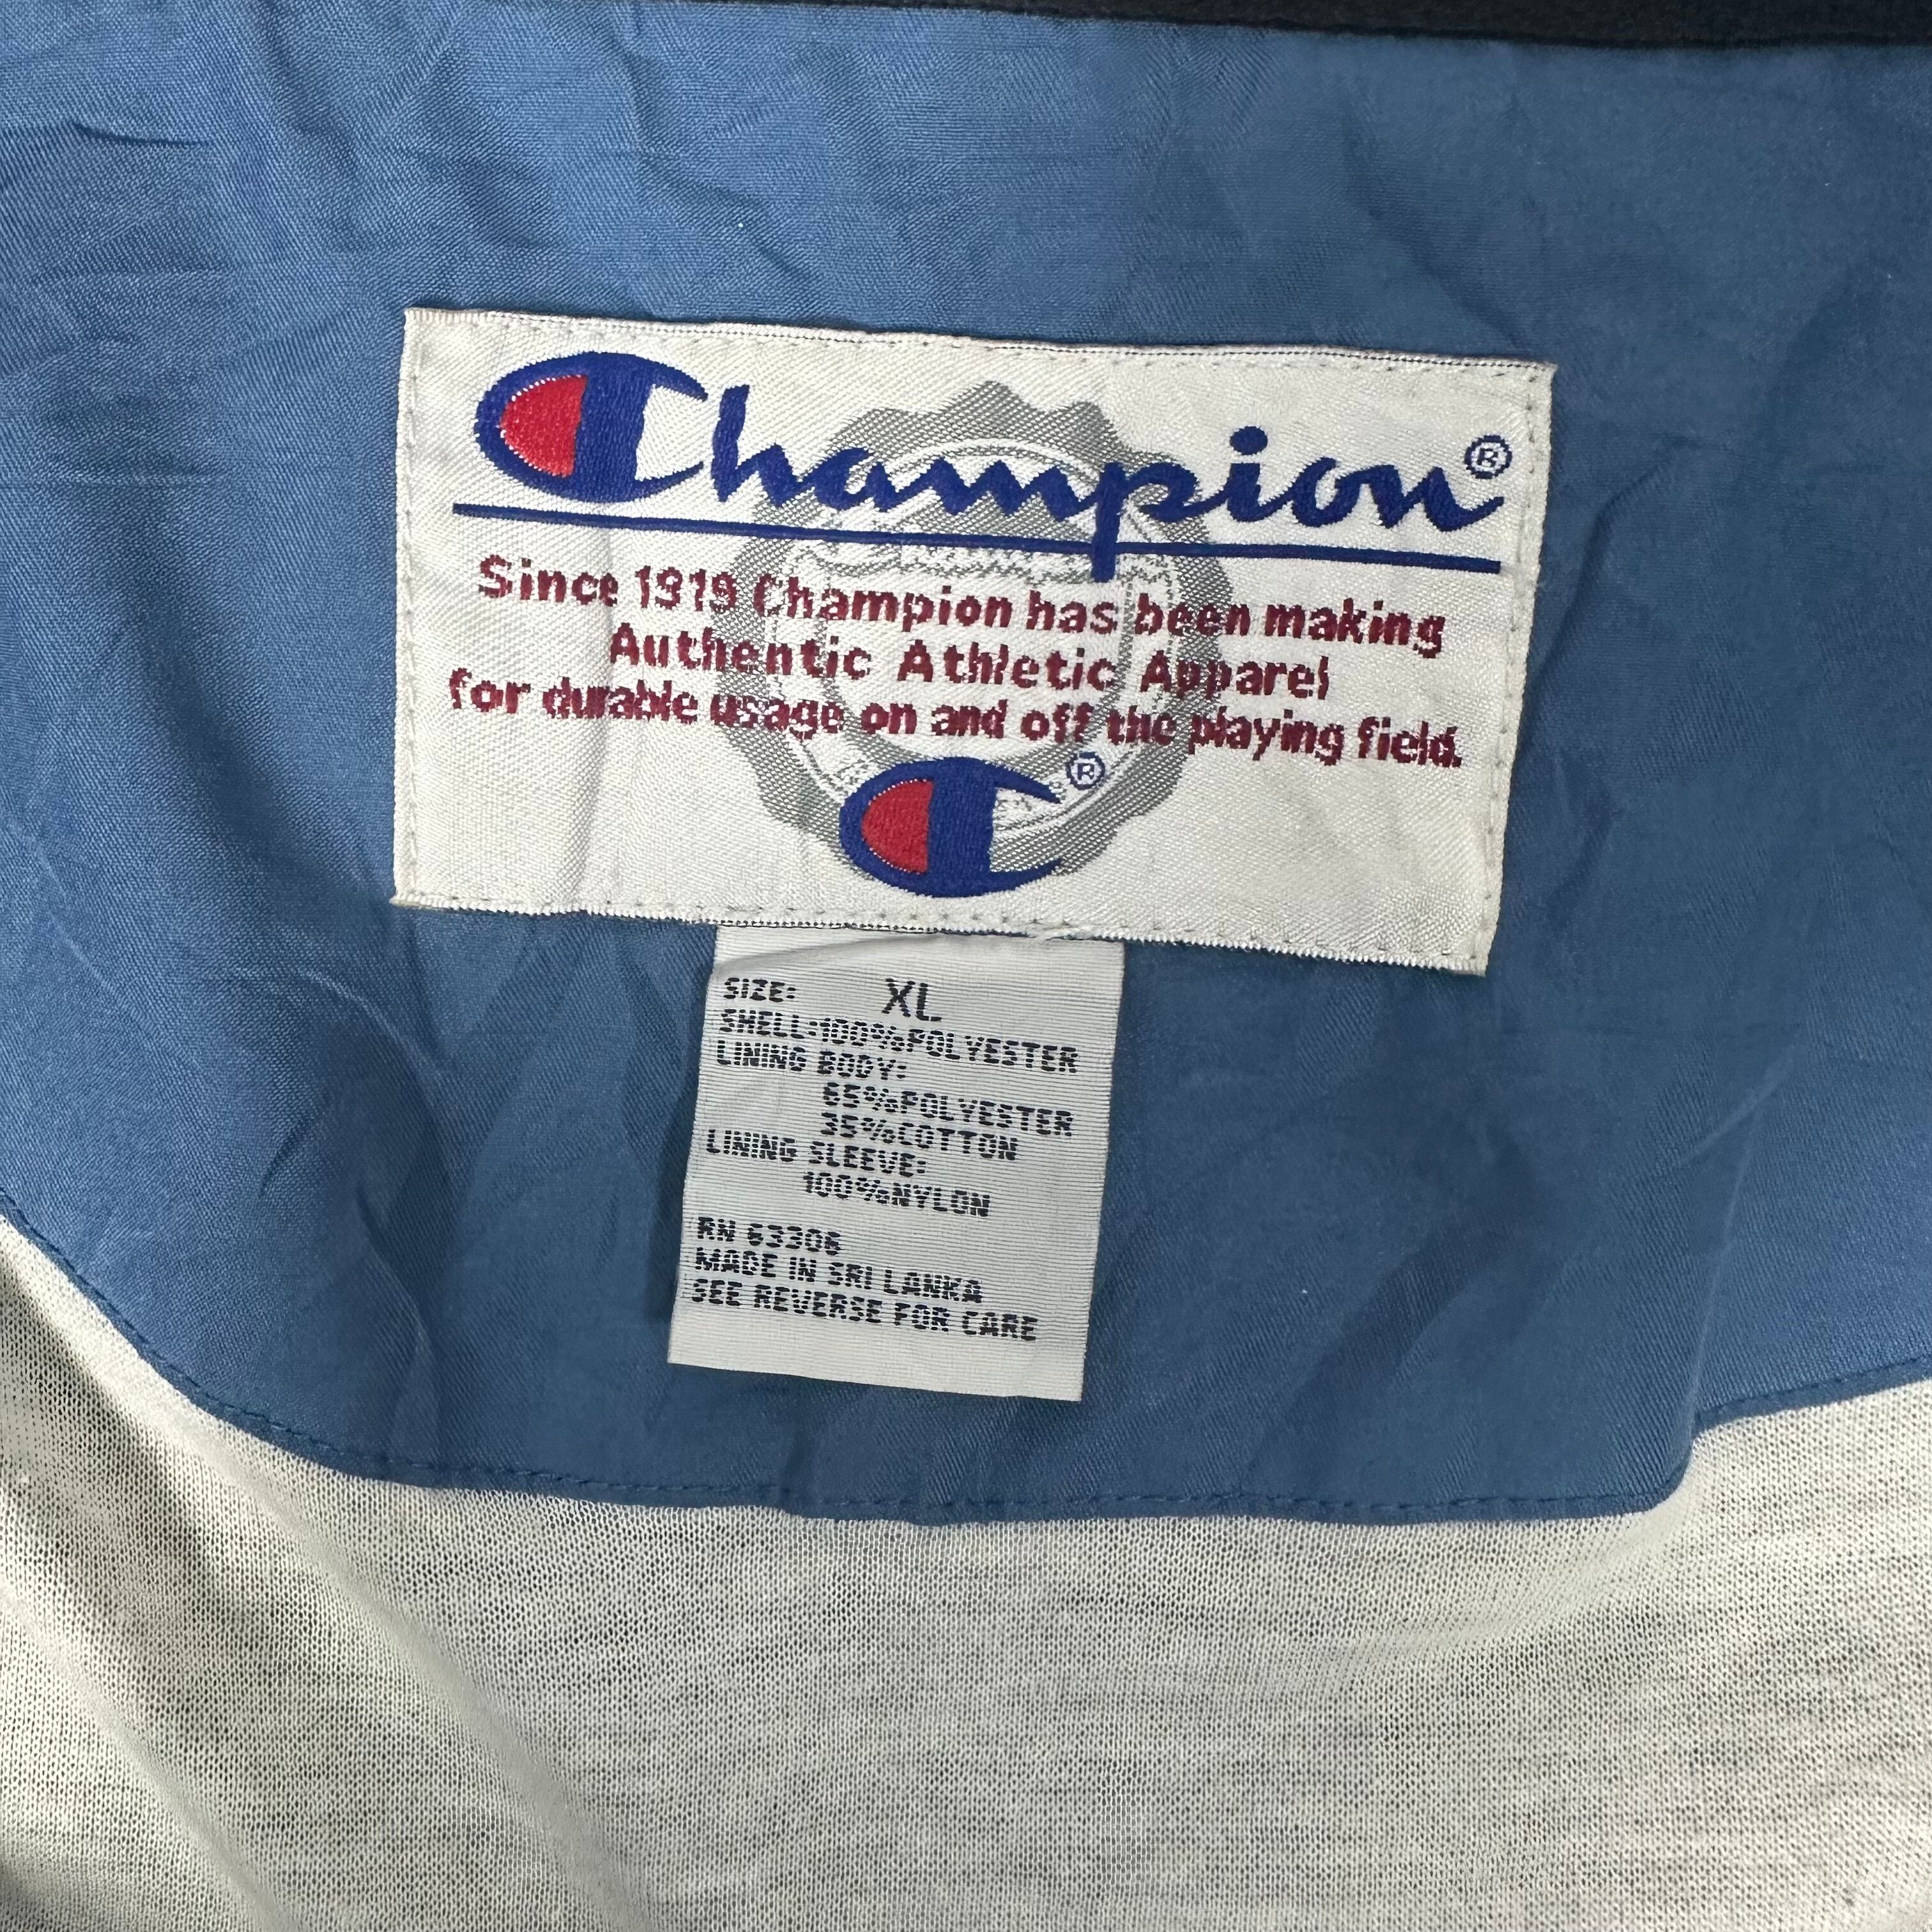 Champion®
Since 1919 Champion has been making
Authentic Athletic Apparel
for durable usage on and off the playing field.
®
SIZE: XL
SHELL:100%POLYESTER
LINING BODY:
65%POLYESTER
35%COTTON
LINING SLEEVE:
100%NYLON
RN 63306
MADE IN SRI LANKA
SEE REVERSE FOR CARE